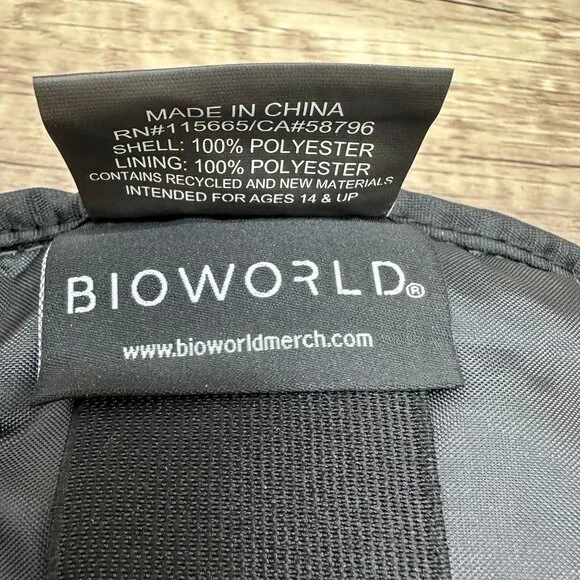 MADE IN CHINA
RN#115665/CA#58796
SHELL: 100% POLYESTER
LINING: 100% POLYESTER
CONTAINS RECYCLED AND NEW MATERIALS
INTENDED FOR AGES 14 & UP
BIOWORLD®
www.bioworldmerch.com